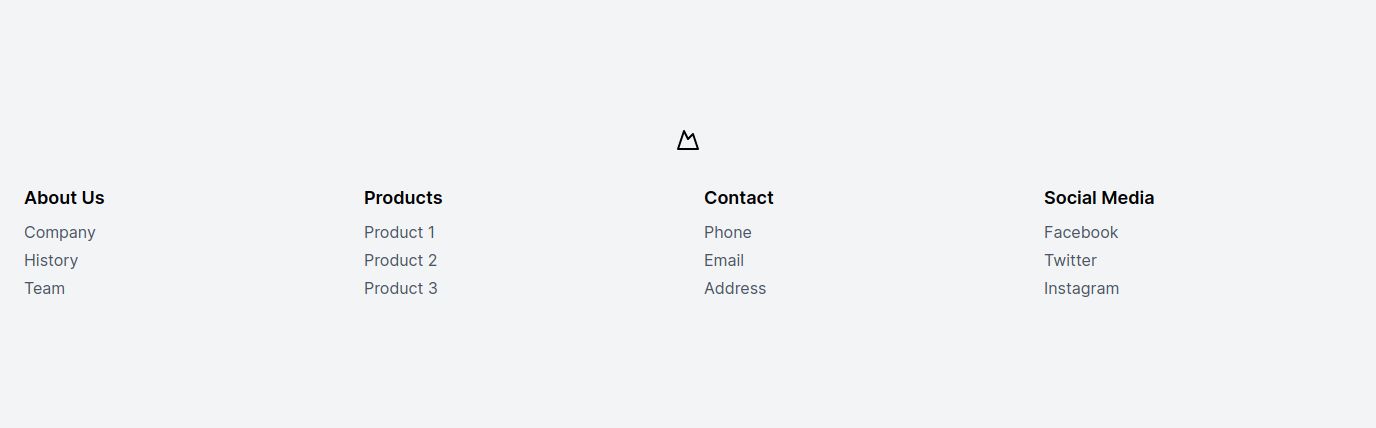 About Us
Company
History
Team
Products
Product 1
Product 2
Product 3
Contact
Phone
Email
Address
Social Media
Facebook
Twitter
Instagram